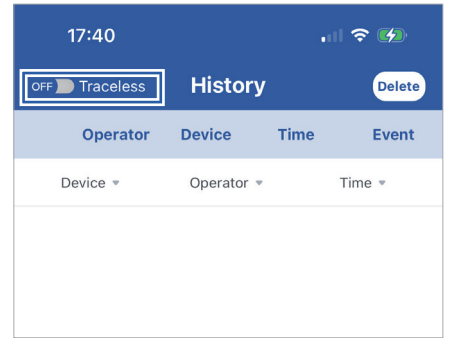 17:40
OFF Traceless History Delete
Operator Device Time Event
Device Operator Time